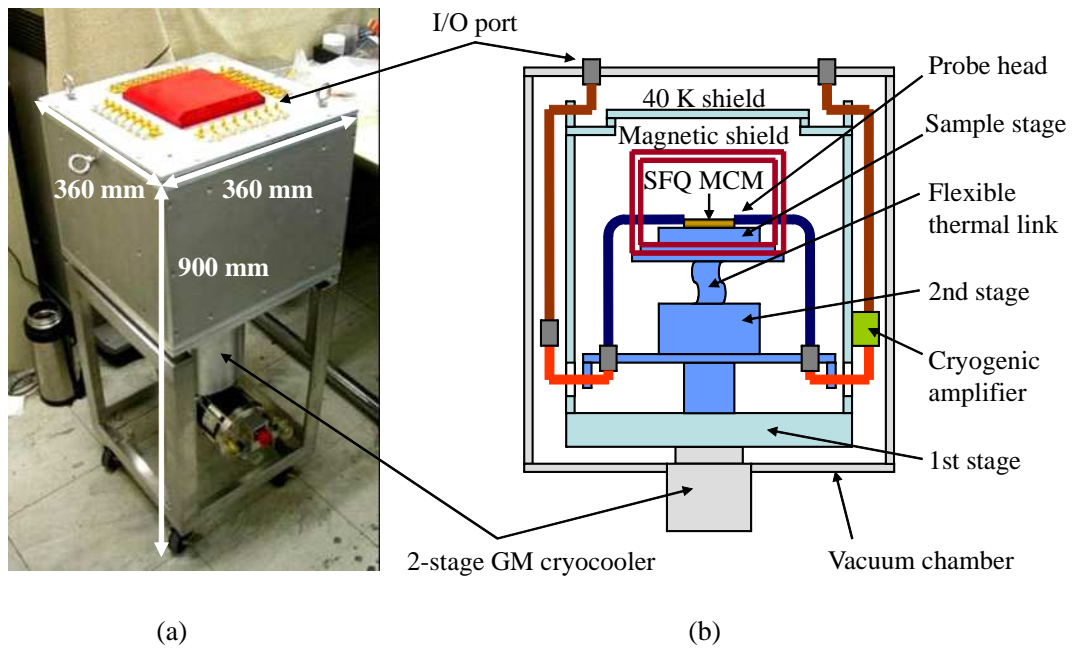 I/O port
360 mm
360 mm
900 mm
2-stage GM cryocooler
(a)
40 K shield
Magnetic shield
SFQ MCM
Probe head
Sample stage
Flexible
thermal link
2nd stage
Cryogenic
amplifier
1st stage
Vacuum chamber
(b)